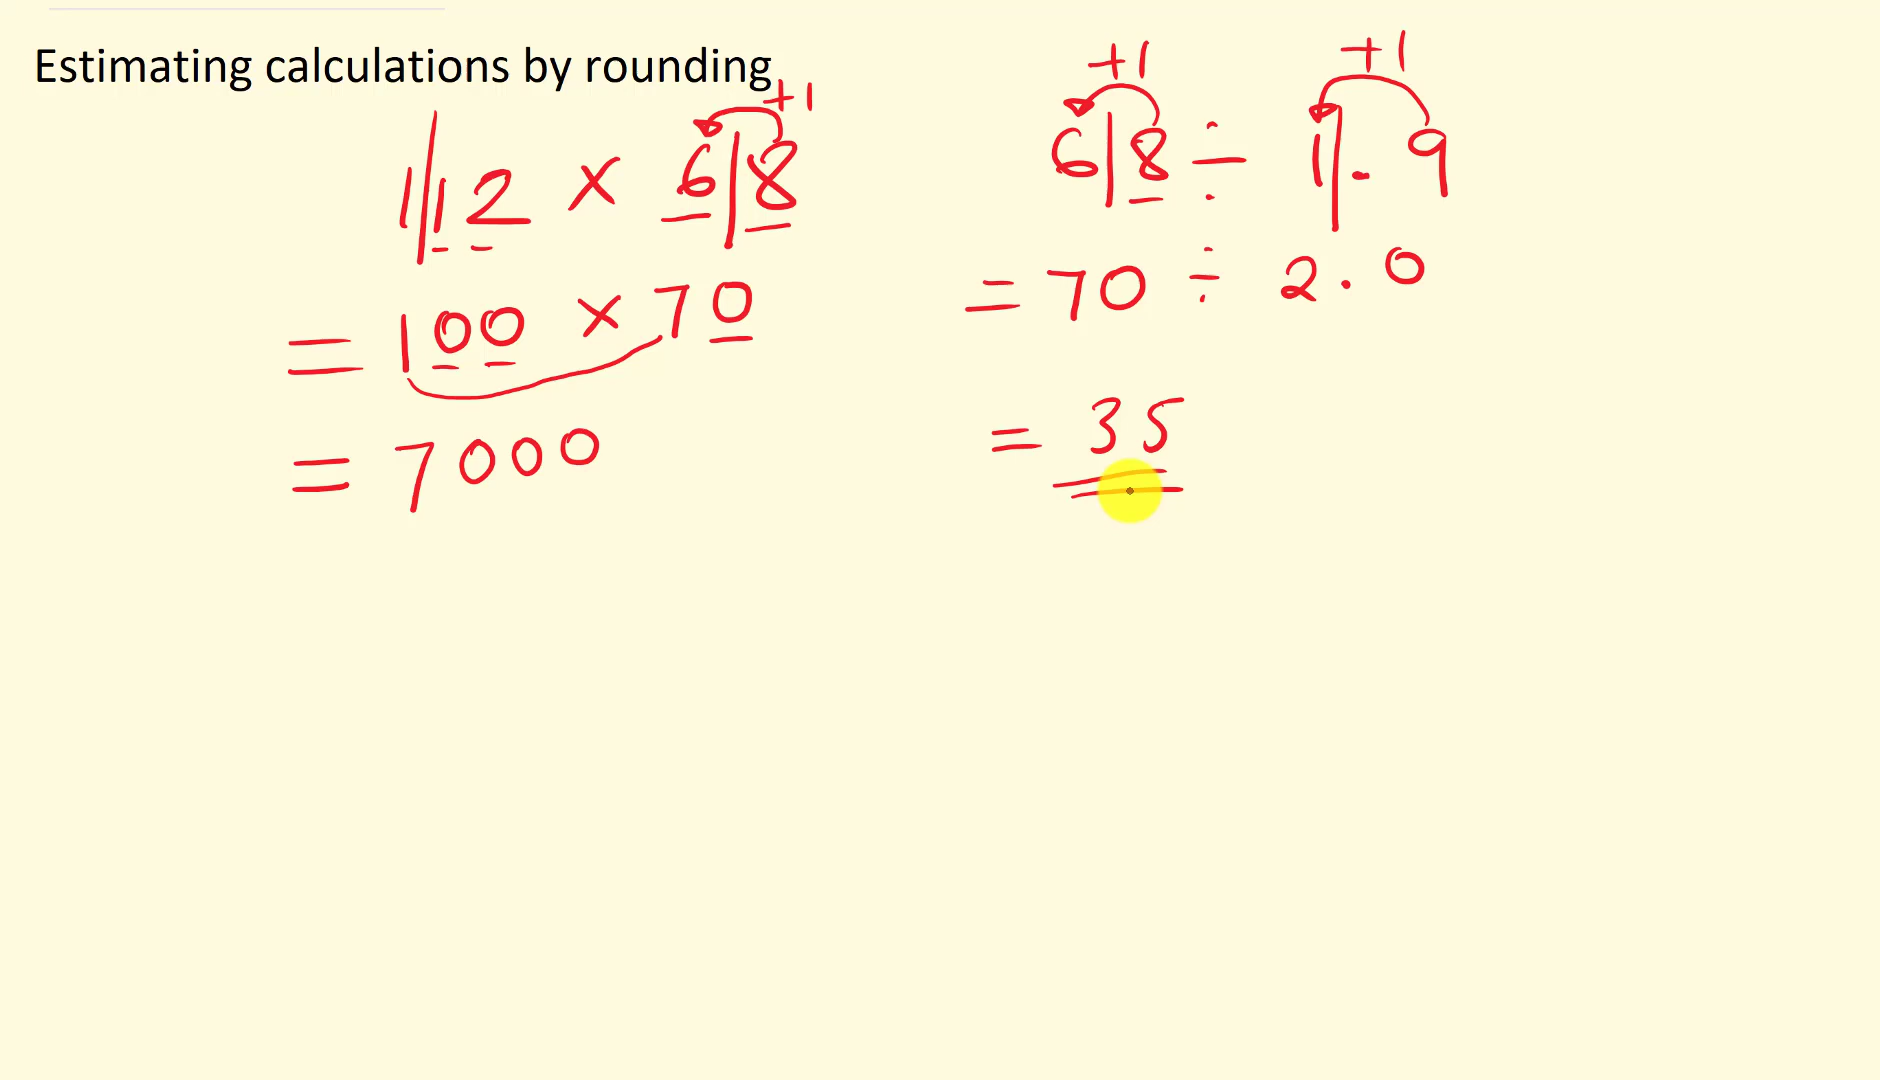 Estimating calculations by rounding
+1
112 × 68
= 100 × 70
= 7000
+1 +1
68 ÷ 1.9
= 70 ÷ 2.0
= 35